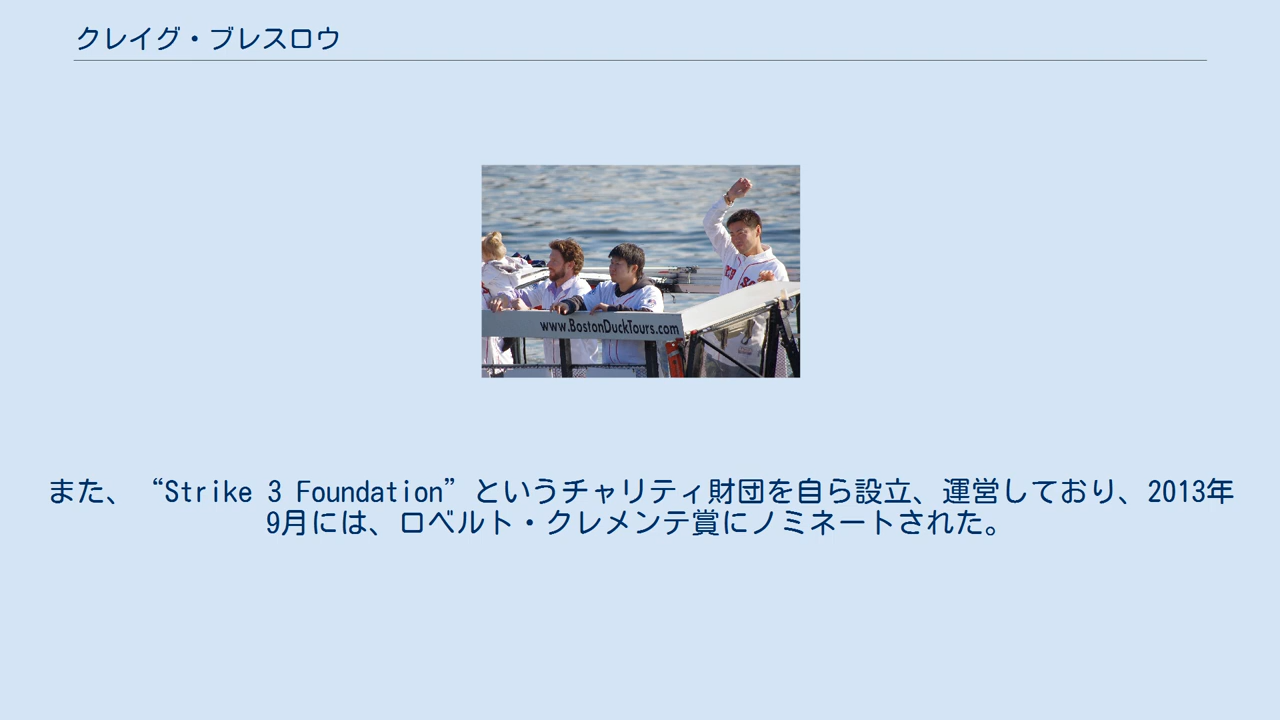 クレイグ・ブレスロウ
www.BostonDuckTours.com
また、“Strike 3 Foundation”というチャリティ財団を自ら設立、運営しており、2013年
9月には、ロベルト・クレメンテ賞にノミネートされた。